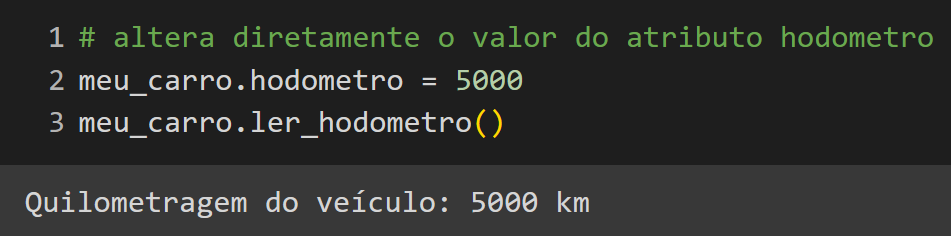 1 # altera diretamente o valor do atributo hodometro
2 meu_carro.hodometro = 5000
3 meu_carro.ler_hodometro()
Quilometragem do veículo: 5000 km